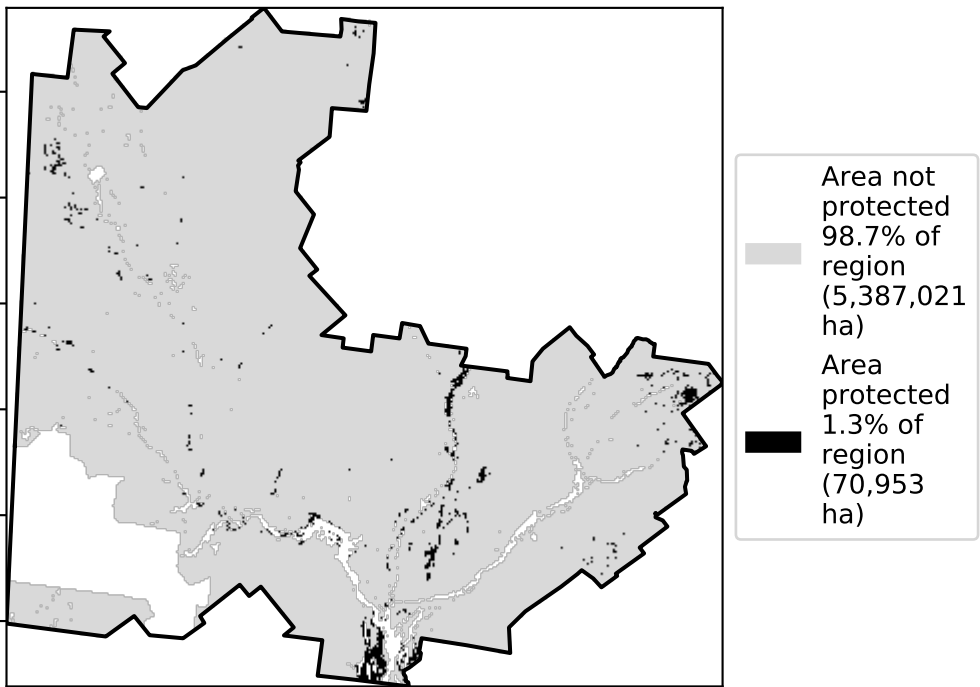 Area not
protected
98.7% of
region
(5,387,021
ha)
Area
protected
1.3% of
region
(70,953
ha)